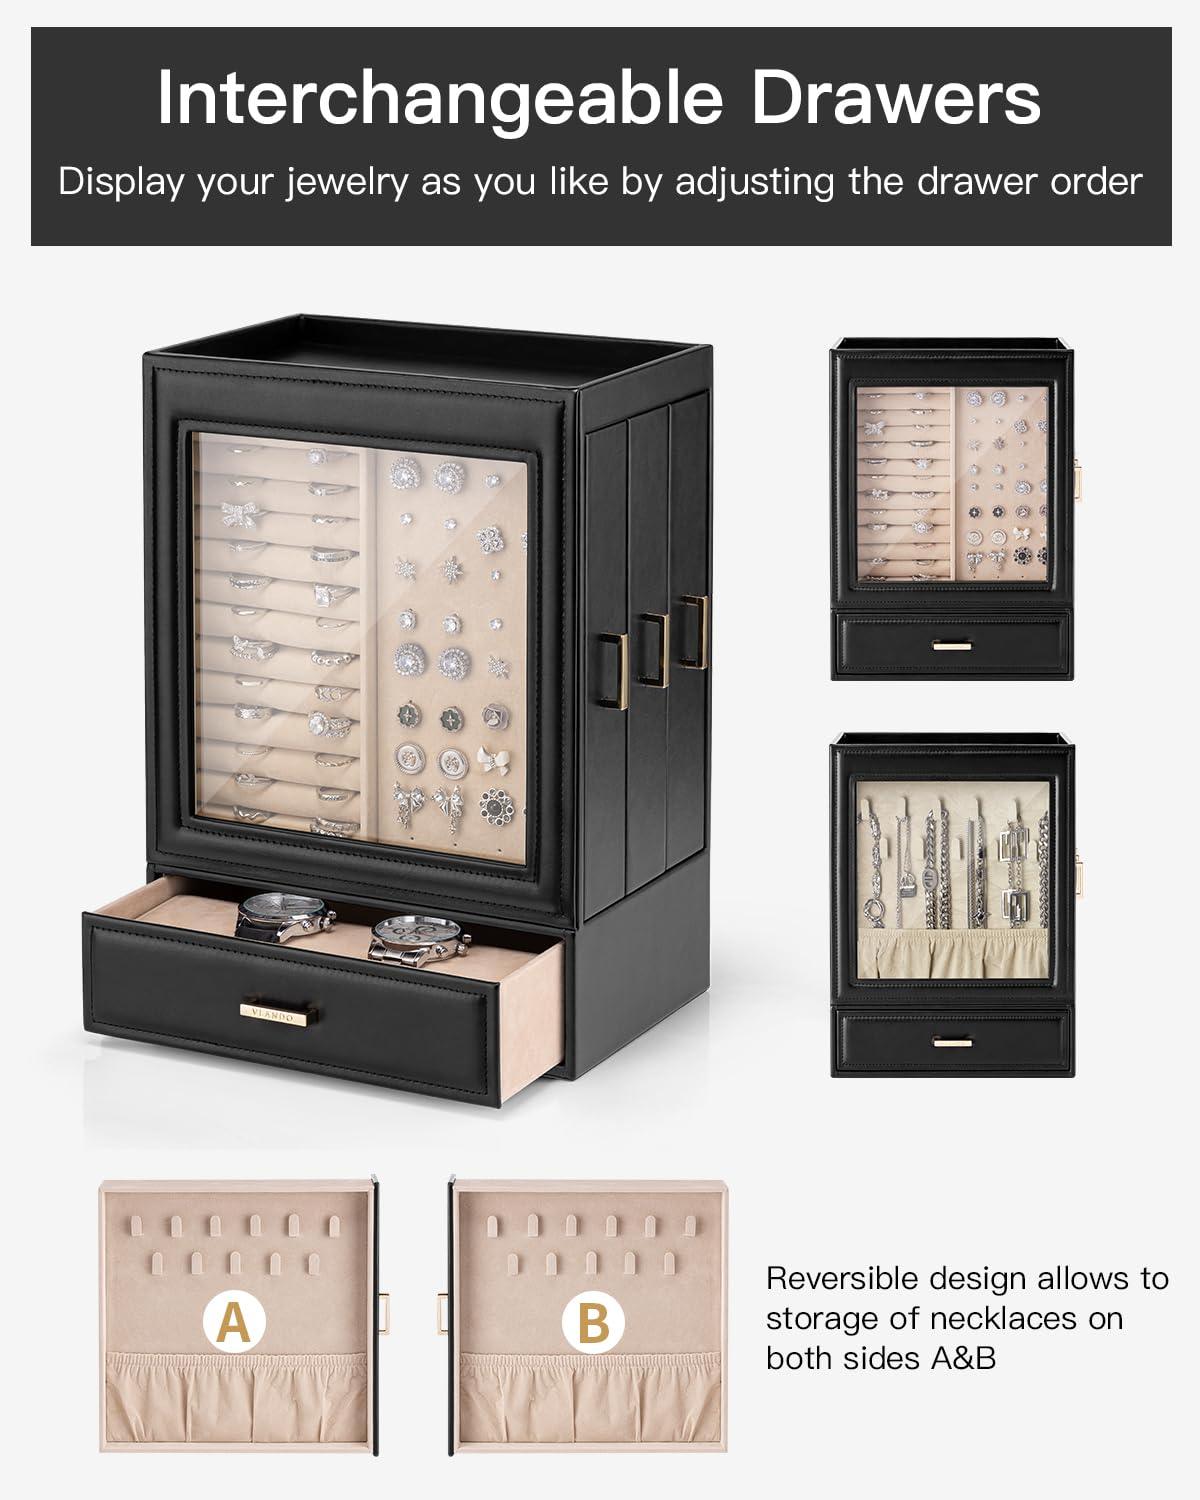 Interchangeable Drawers
Display your jewelry as you like by adjusting the drawer order
VLANDO
A
B
Reversible design allows to
storage of necklaces on
both sides A&B